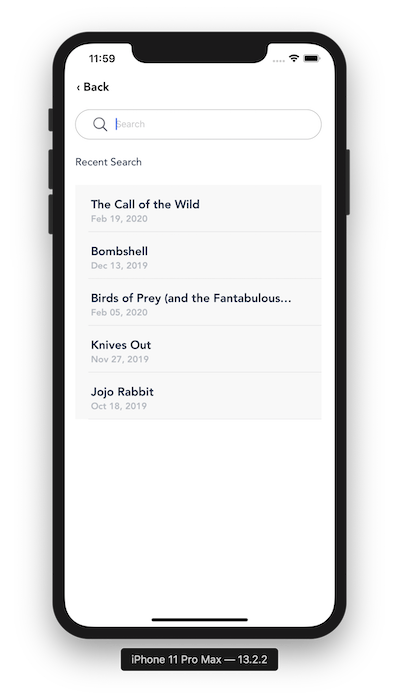 11:59
‹ Back
Search
Recent Search
The Call of the Wild
Feb 19, 2020
Bombshell
Dec 13, 2019
Birds of Prey (and the Fantabulous...
Feb 05, 2020
Knives Out
Nov 27, 2019
Jojo Rabbit
Oct 18, 2019
iPhone 11 Pro Max — 13.2.2